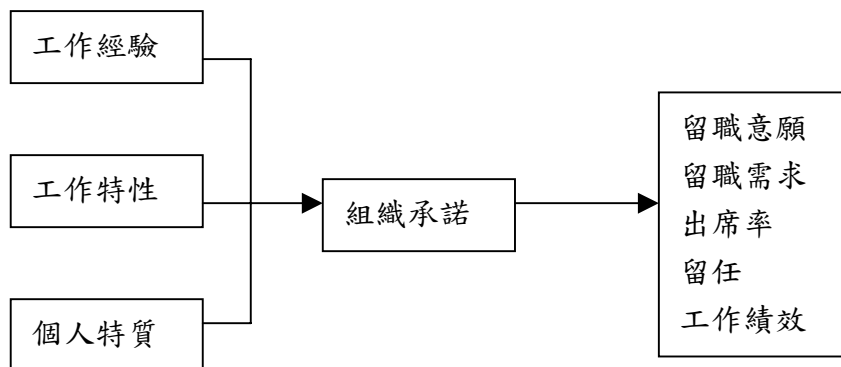 工作經驗
工作特性
個人特質
組織承諾
留職意願
留職需求
出席率
留任
工作績效